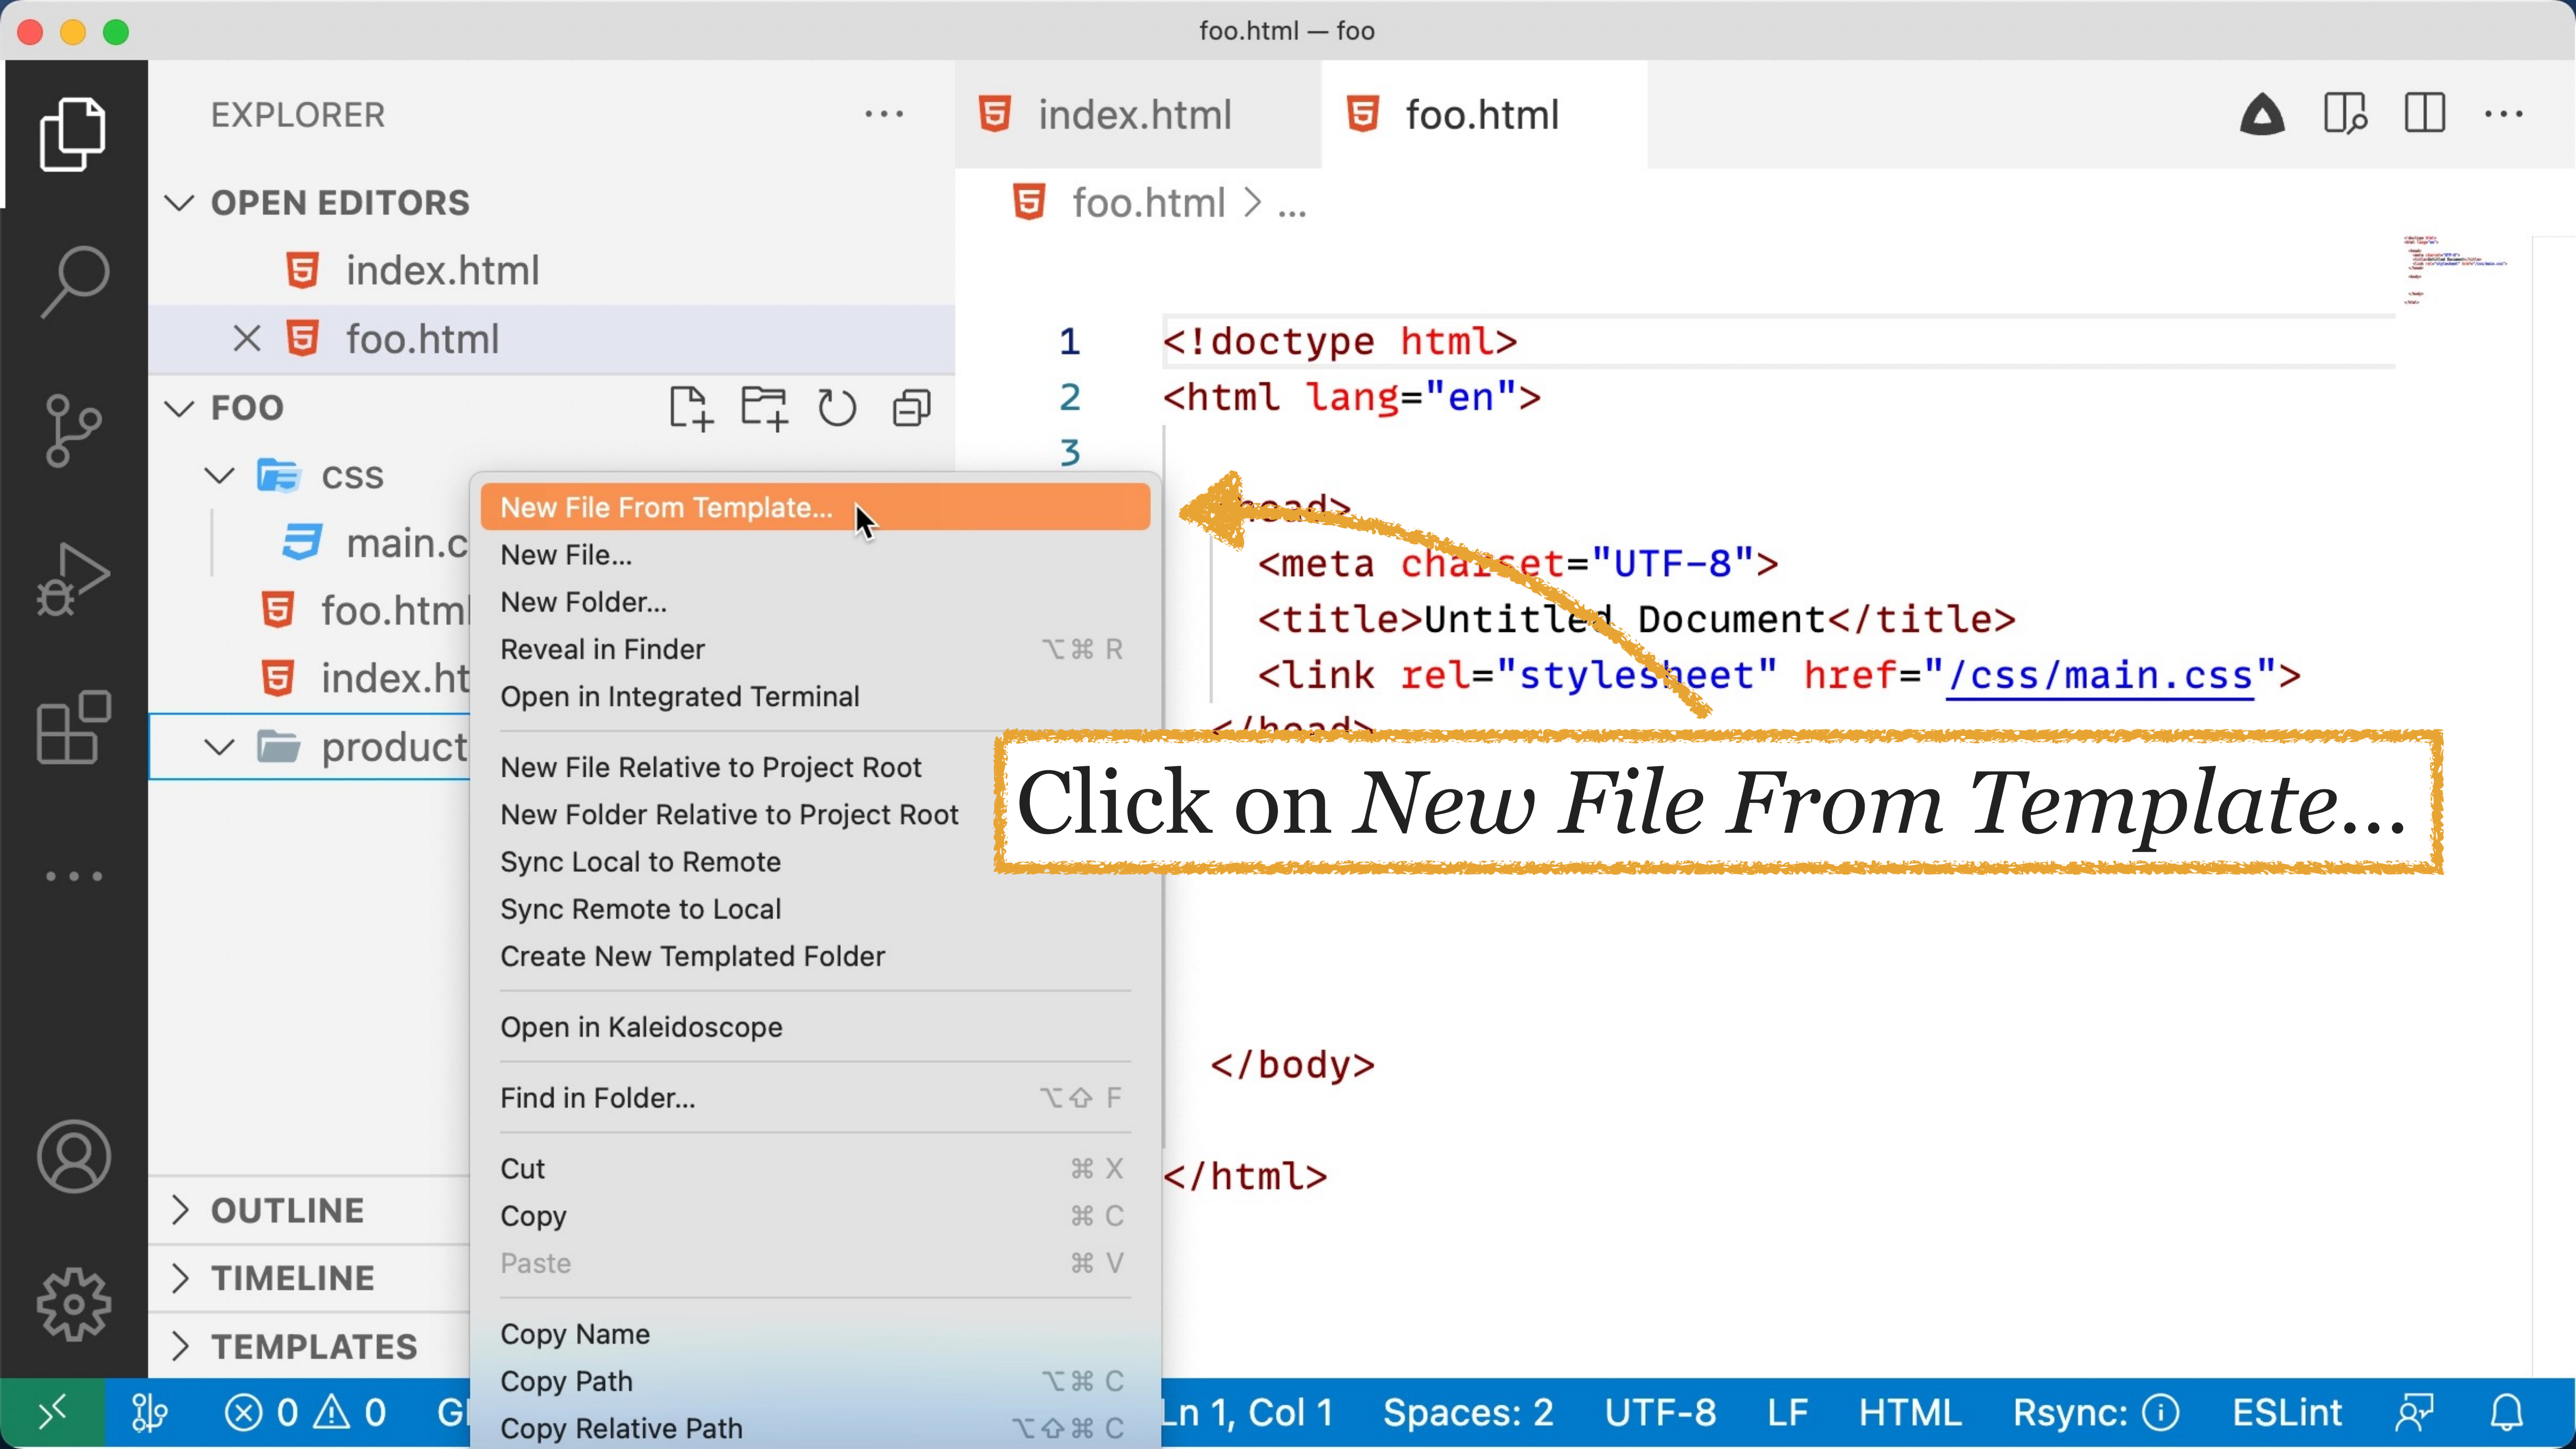 foo.html — foo
EXPLORER
index.html
foo.html
OPEN EDITORS
foo.html > ...
index.html
foo.html
FOO
css
main.c
foo.html
index.ht
product
New File From Template...
New File...
New Folder...
Reveal in Finder ⌥⌘ R
Open in Integrated Terminal
New File Relative to Project Root
New Folder Relative to Project Root
Sync Local to Remote
Sync Remote to Local
Create New Templated Folder
Open in Kaleidoscope
Find in Folder... ⌥⇧ F
Cut ⌘ X
Copy ⌘ C
Paste ⌘ V
Copy Name
Copy Path ⌥⌘ C
Copy Relative Path ⌥⇧⌘ C
1 <!doctype html>
2 <html lang="en">
3
head>
<meta charset="UTF-8">
<title>Untitled Document</title>
<link rel="stylesheet" href="/css/main.css">
</head>
Click on New File From Template...
</body>
</html>
OUTLINE
TIMELINE
TEMPLATES
0 0 Ln 1, Col 1 Spaces: 2 UTF-8 LF HTML Rsync: ESLint